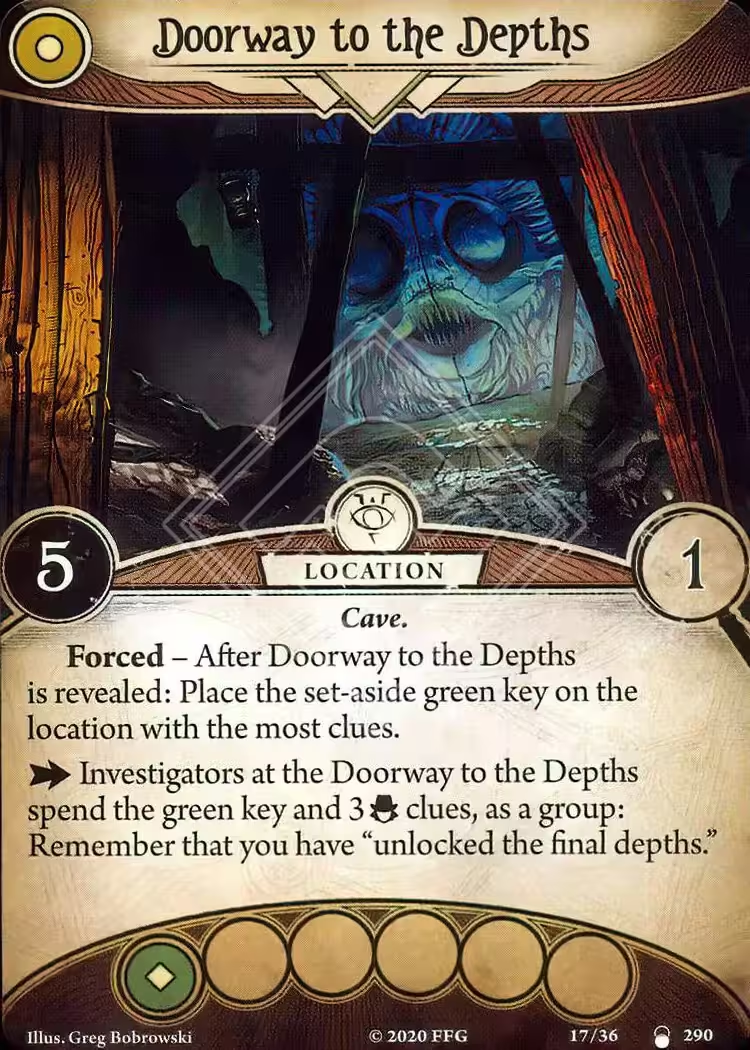 Doorway to the Depths
5
LOCATION
1
Cave.
Forced – After Doorway to the Depths
is revealed: Place the set-aside green key on the
location with the most clues.
Investigators at the Doorway to the Depths
spend the green key and 3 clues, as a group:
Remember that you have “unlocked the final depths.”
Illus. Greg Bobrowski
© 2020 FFG
17/36
290